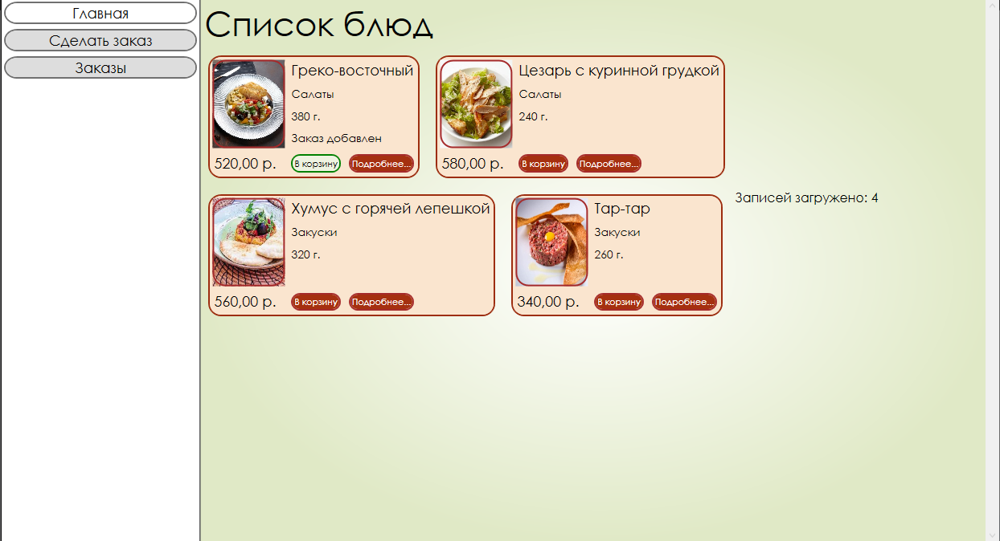 Главная
Сделать заказ
Заказы
Список блюд
Греко-восточный
Салаты
380 г.
Заказ добавлен
520,00 р.
В корзину
Подробнее...
Цезарь с куринной грудкой
Салаты
240 г.
580,00 р.
В корзину
Подробнее...
Хумус с горячей лепешкой
Закуски
320 г.
560,00 р.
В корзину
Подробнее...
Тар-тар
Закуски
260 г.
340,00 р.
В корзину
Подробнее...
Записей загружено: 4